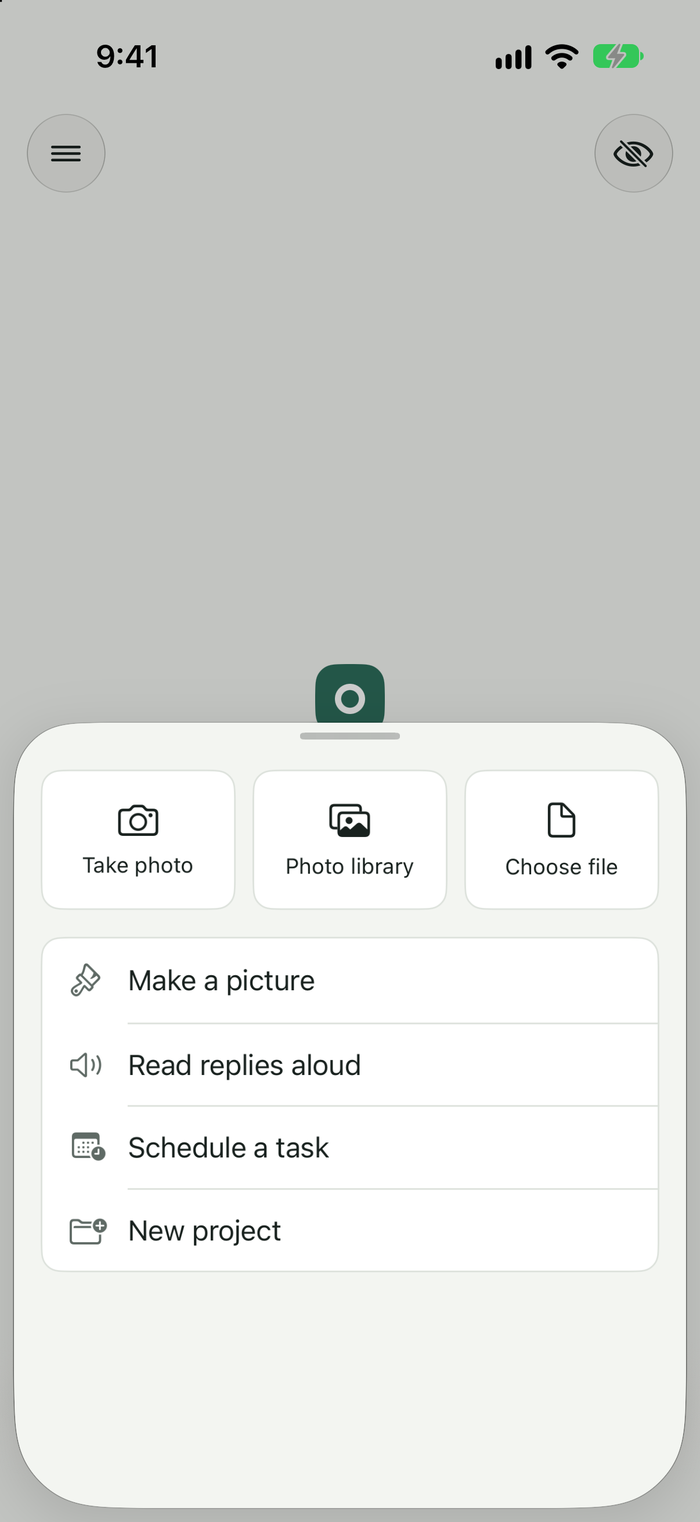 9:41
Take photo
Photo library
Choose file
Make a picture
Read replies aloud
Schedule a task
New project